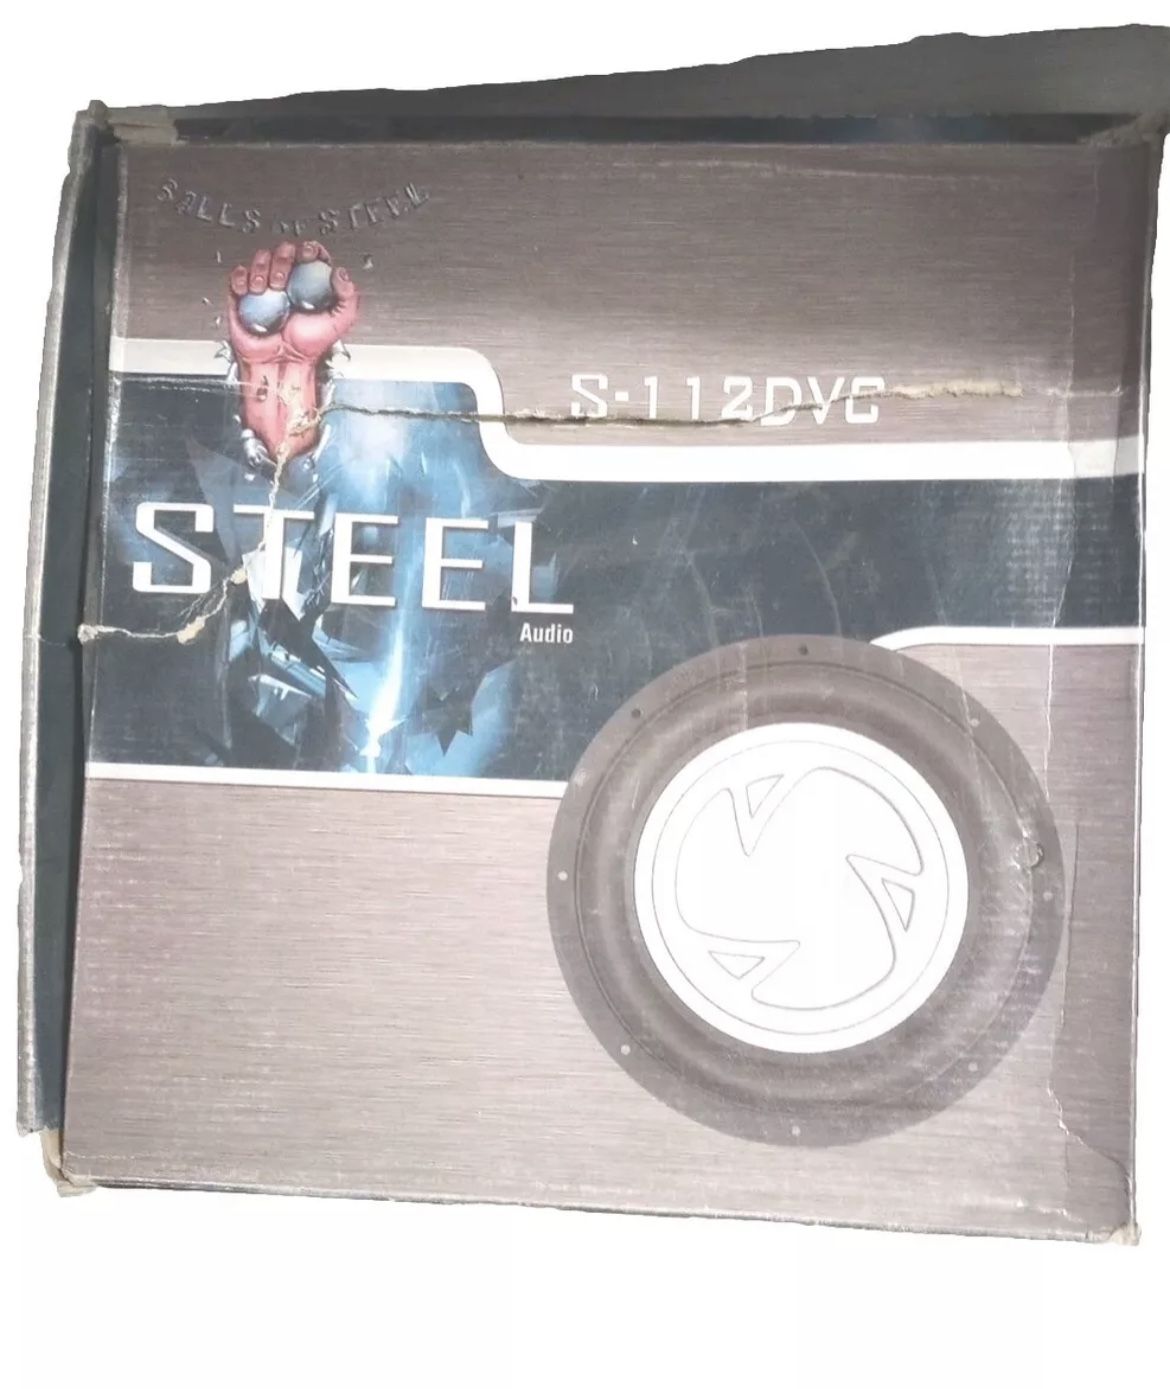 BALLS OF STEEL
S-112DVC
STEEL
Audio